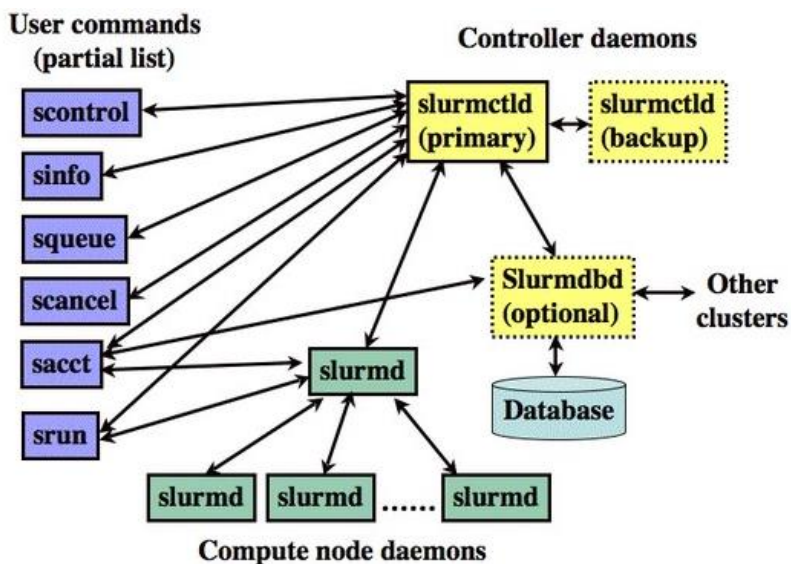 User commands
(partial list)
Controller daemons
scontrol
sinfo
squeue
scancel
sacct
srun
slurmctld
(primary)
slurmctld
(backup)
Slurmdbd
(optional)
Other
clusters
Database
slurmd
slurmd
slurmd
......
slurmd
Compute node daemons